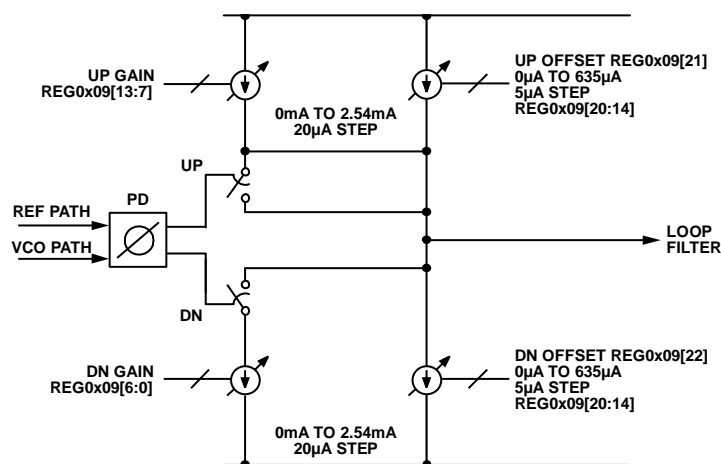 UP GAIN
REG0x09[13:7]
UP OFFSET REG0x09[21]
0µA TO 635µA
5µA STEP
REG0x09[20:14]
0mA TO 2.54mA
20µA STEP
UP
PD
REF PATH
VCO PATH
LOOP
FILTER
DN
DN GAIN
REG0x09[6:0]
DN OFFSET REG0x09[22]
0µA TO 635µA
5µA STEP
REG0x09[20:14]
0mA TO 2.54mA
20µA STEP